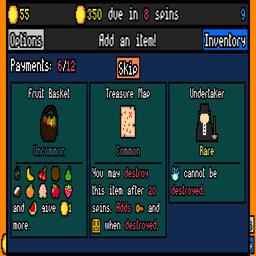 55 350 due in 8 spins 9
Options Add an item! Inventory
Payments: 6/12 Skip
Fruit Basket
Uncommon
and give 1
more.
Treasure Map
Common
You may destroy
this item after 20
spins. Adds and
when destroyed.
Undertaker
Rare
cannot be
destroyed.